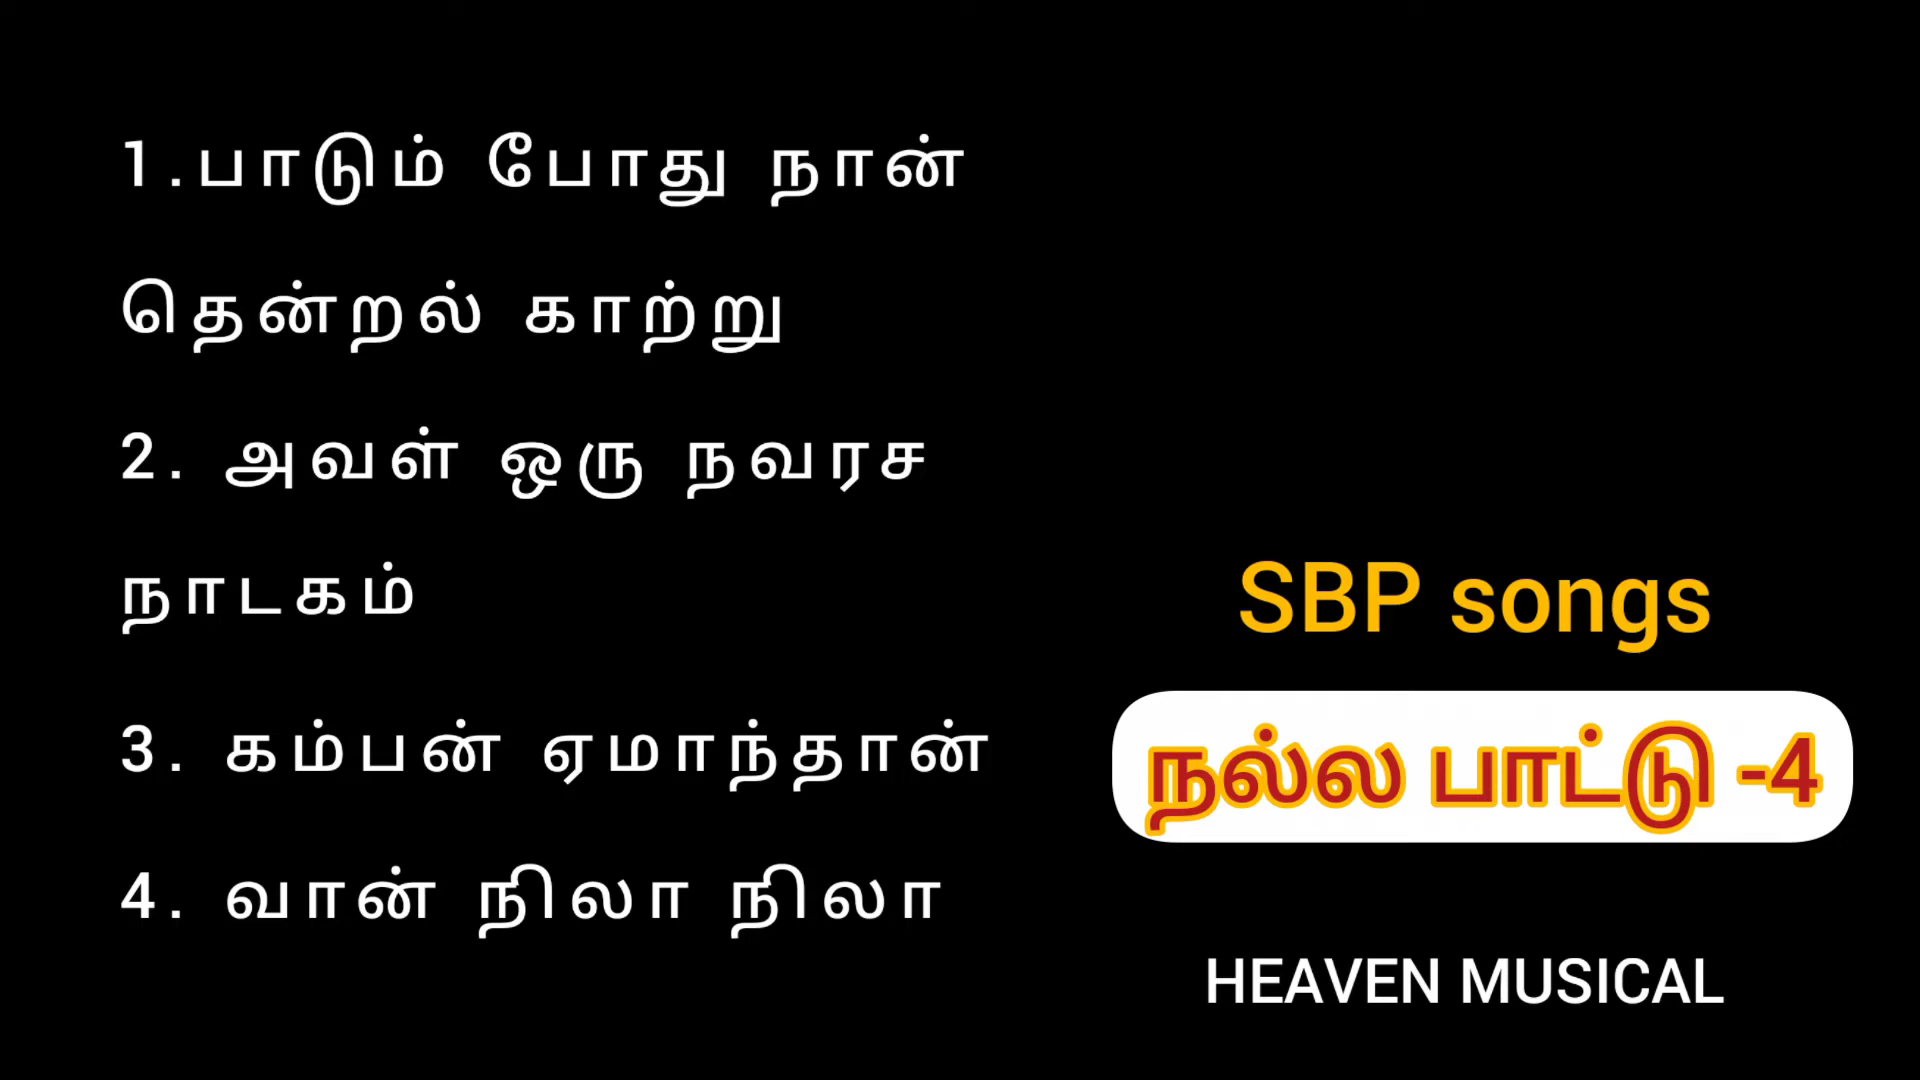 1.பாடும் போது நான்
தென்றல் காற்று
2. அவள் ஒரு நவரச
நாடகம்
3. கம்பன் ஏமாந்தான்
4. வான் நிலா நிலா
SBP songs
நல்ல பாட்டு -4
HEAVEN MUSICAL